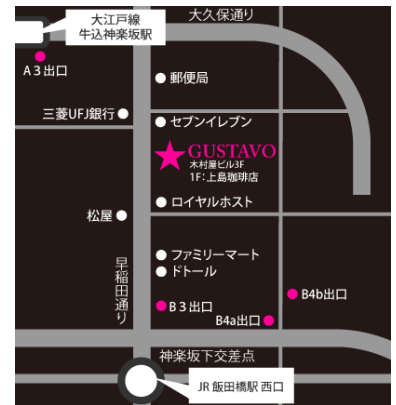 大江戸線
牛込神楽坂駅
大久保通り
A3出口
郵便局
三菱UFJ銀行
セブンイレブン
GUSTAVO
木村屋ビル3F
1F:上島珈琲店
ロイヤルホスト
松屋
ファミリーマート
ドトール
早稲田通り
B4b出口
B3出口
B4a出口
神楽坂下交差点
JR 飯田橋駅 西口